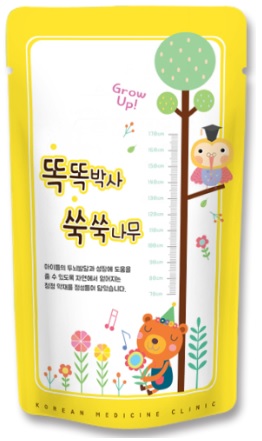 Grow
Up!
똑똑박사
쑥쑥나무
아이들의 두뇌발달과 성장에 도움을
줄 수 있도록 자연에서 얻어지는
청정 약재를 정성들여 담았습니다.
KOREAN MEDICINE CLINIC